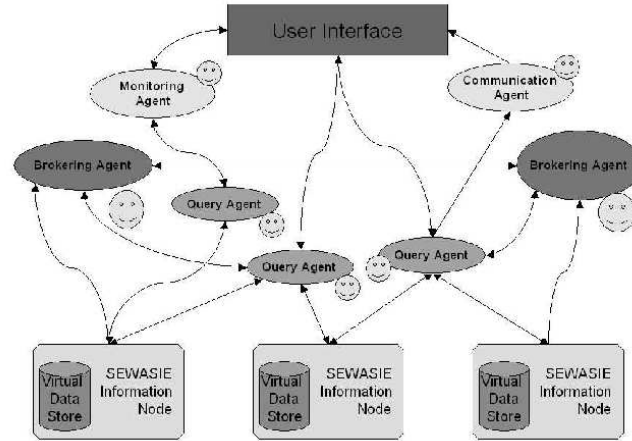 User Interface
Monitoring
Agent
Communication
Agent
Brokering Agent
Brokering Agent
Query Agent
Query Agent
Query Agent
Virtual
Data
Store
SEWASIE
Information
Node
Virtual
Data
Store
SEWASIE
Information
Node
Virtual
Data
Store
SEWASIE
Information
Node